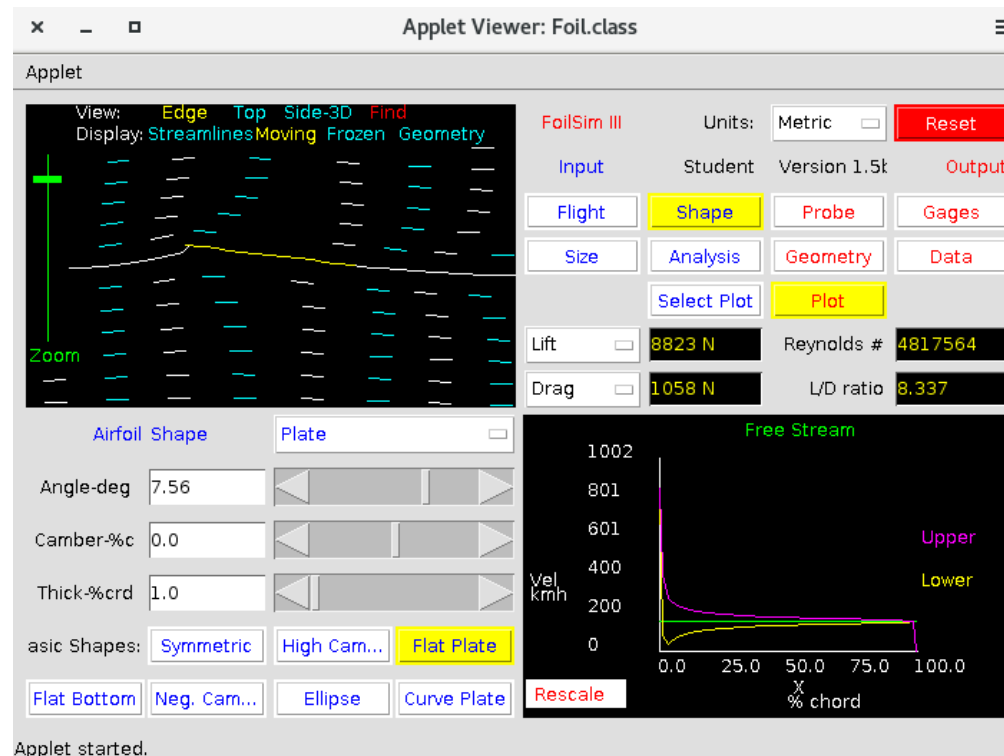 Applet Viewer: Foil.class
Applet
View: Edge Top Side-3D Find
Display: Streamlines Moving Frozen Geometry
Zoom
FoilSim III Units: Metric Reset
Input Student Version 1.5b Output
Flight Shape Probe Gages
Size Analysis Geometry Data
Select Plot Plot
Lift 8823 N Reynolds # 4817564
Drag 1058 N L/D ratio 8.337
Airfoil Shape Plate
Angle-deg 7.56
Camber-%c 0.0
Thick-%crd 1.0
asic Shapes: Symmetric High Cam... Flat Plate
Flat Bottom Neg. Cam... Ellipse Curve Plate
Free Stream
1002
801
601
Upper
400
Vel
kmh
Lower
200
0
0.0 25.0 50.0 75.0 100.0
X
% chord
Rescale
Applet started.